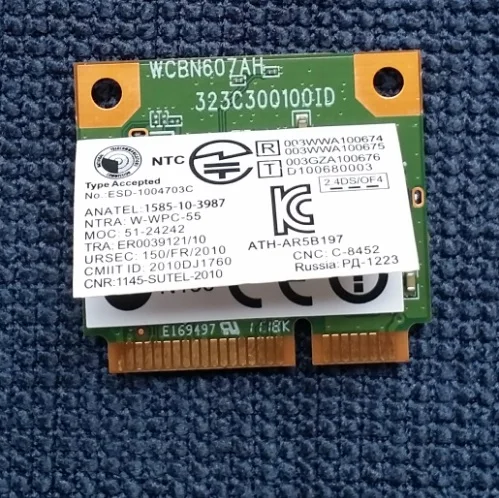 WCBN607AH
323C300100ID
NTC
R 003WWA100674
003WWA100675
T 003GZA100676
D100680003
2.4DS/OF4
Type Accepted
No.:ESD-1004703C
ANATEL: 1585-10-3987
NTRA: W-WPC-55
MOC: 51-24242
TRA: ER0039121/10
URSEC: 150/FR/2010
CMIIT ID: 2010DJ1760
CNR:1145-SUTEL-2010
ATH-AR5B197
CNC: C-8452
Russia: РД-1223
E169497 1118K